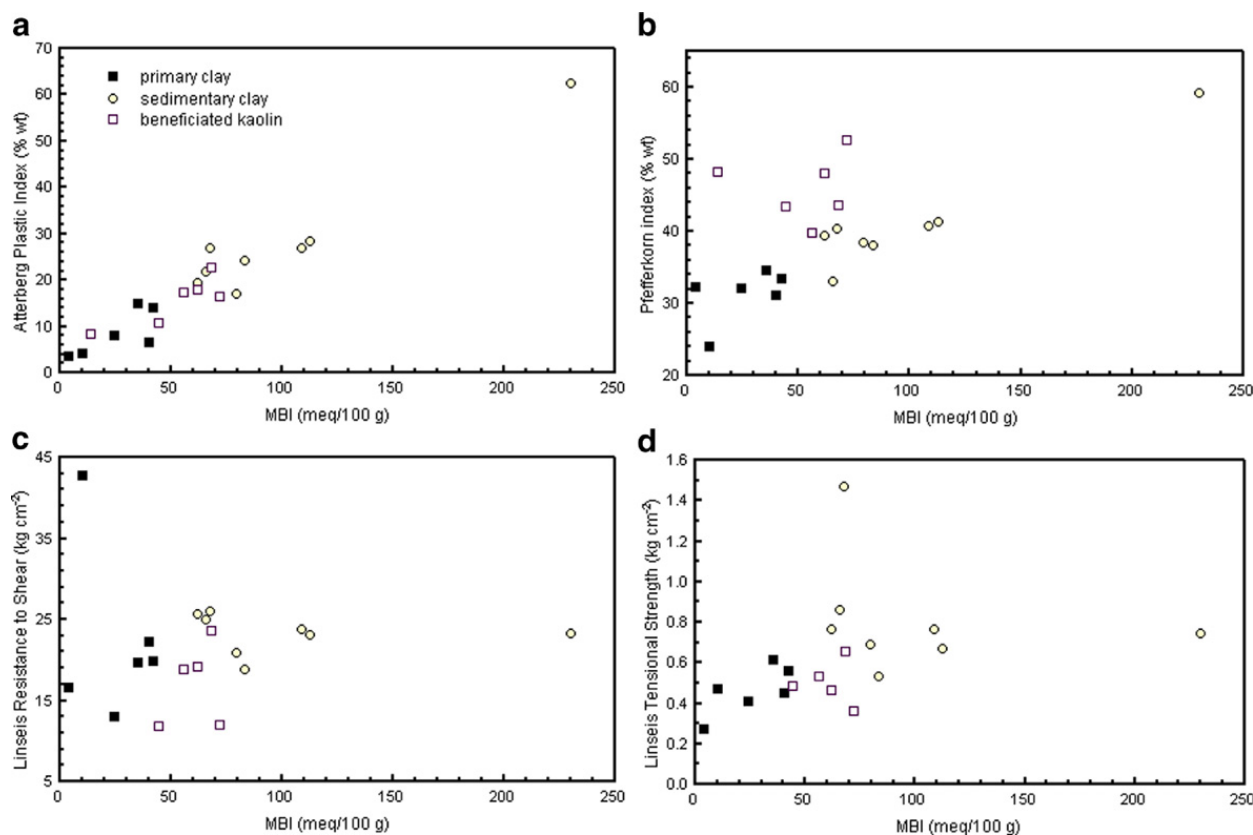 a
70
60
50
40
30
20
10
0
Atterberg Plastic Index (% wt)
primary clay
sedimentary clay
beneficiated kaolin
0 50 100 150 200 250
MBI (meq/100 g)
b
60
50
40
30
20
Pfefferkorn index (% wt)
0 50 100 150 200 250
MBI (meq/100 g)
c
45
35
25
15
5
Linseis Resistance to Shear (kg cm-2)
0 50 100 150 200 250
MBI (meq/100 g)
d
1.6
1.4
1.2
1.0
0.8
0.6
0.4
0.2
0.0
Linseis Tensional Strength (kg cm-2)
0 50 100 150 200 250
MBI (meq/100 g)